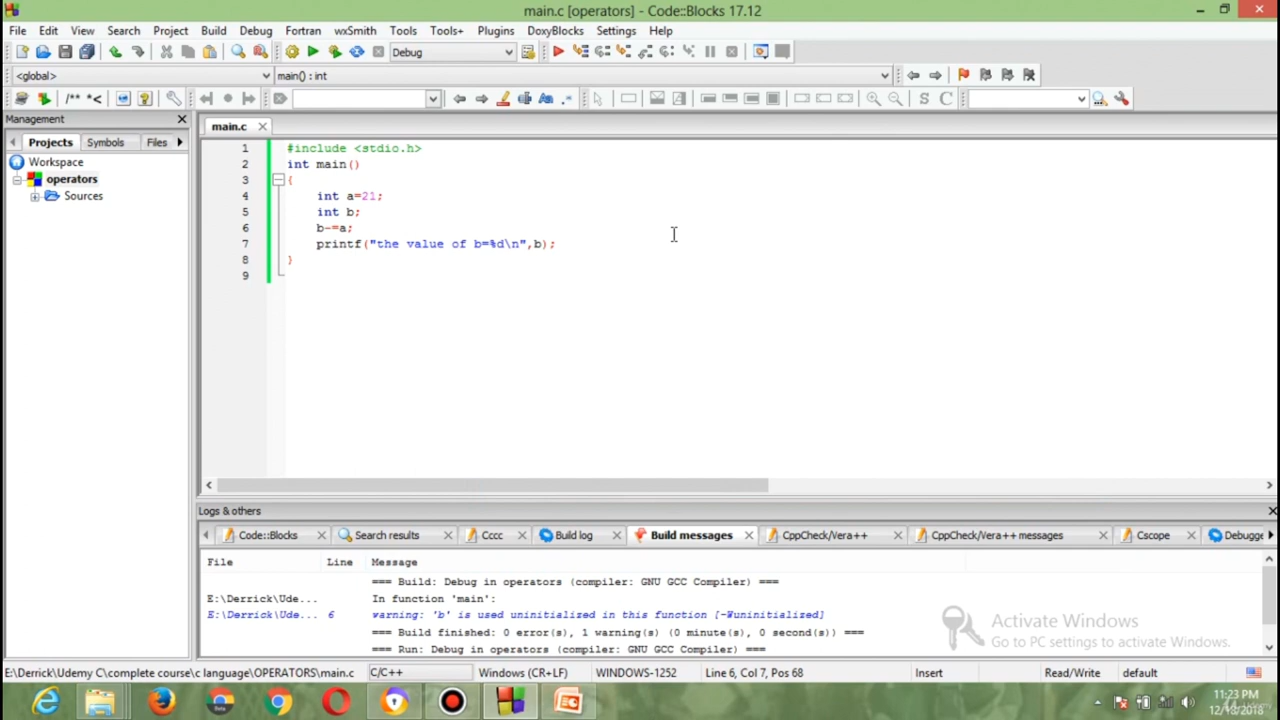 main.c [operators] - Code::Blocks 17.12
File Edit View Search Project Build Debug Fortran wxSmith Tools Tools+ Plugins DoxyBlocks Settings Help
Debug
<global> main() : int
/** *<
S C
Management
Projects Symbols Files
main.c
Workspace
operators
Sources
1 #include <stdio.h>
2 int main()
3 {
4 int a=21;
5 int b;
6 b-=a;
7 printf("the value of b=%d\n",b);
8 }
9
Logs & others
Code::Blocks Search results Cccc Build log Build messages CppCheck/Vera++ CppCheck/Vera++ messages Cscope Debugge
File Line Message
=== Build: Debug in operators (compiler: GNU GCC Compiler) ===
E:\Derrick\Ude... In function 'main':
E:\Derrick\Ude... 6 warning: 'b' is used uninitialized in this function [-Wuninitialized]
=== Build finished: 0 error(s), 1 warning(s) (0 minute(s), 0 second(s)) ===
=== Run: Debug in operators (compiler: GNU GCC Compiler) ===
Activate Windows
Go to PC settings to activate Windows.
E:\Derrick\Udemy C\complete course\c language\OPERATORS\main.c C/C++ Windows (CR+LF) WINDOWS-1252 Line 6, Col 7, Pos 68 Insert Read/Write default
11:23 PM